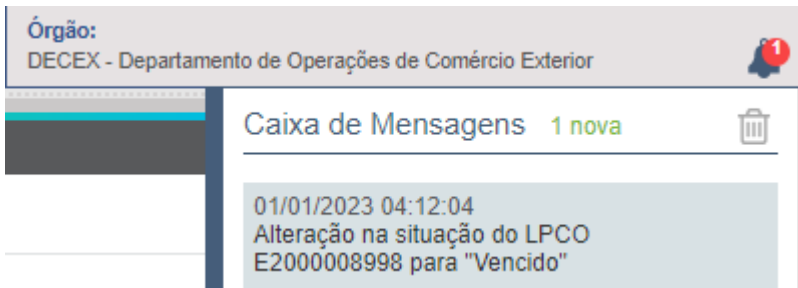 Órgão:
DECEX - Departamento de Operações de Comércio Exterior
1
Caixa de Mensagens 1 nova
01/01/2023 04:12:04
Alteração na situação do LPCO
E2000008998 para "Vencido"